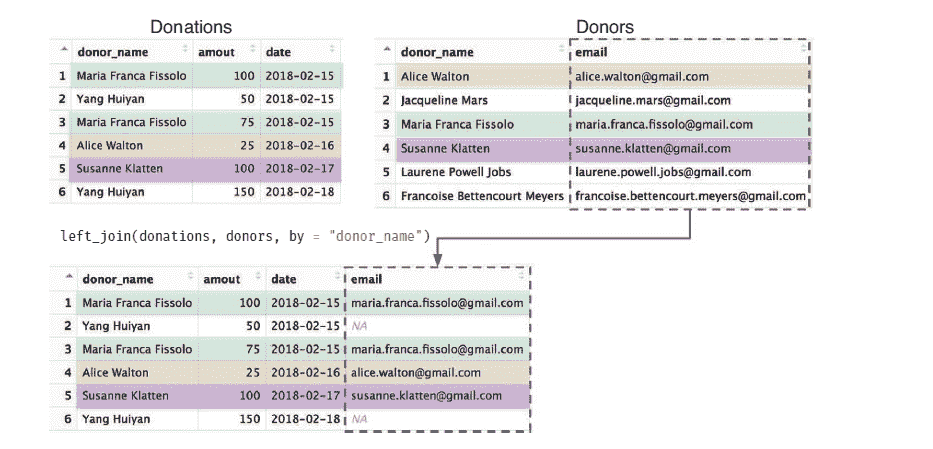 Donations
donor_name amout date
1 Maria Franca Fissolo 100 2018-02-15
2 Yang Huiyan 50 2018-02-15
3 Maria Franca Fissolo 75 2018-02-15
4 Alice Walton 25 2018-02-16
5 Susanne Klatten 100 2018-02-17
6 Yang Huiyan 150 2018-02-18
Donors
donor_name email
1 Alice Walton alice.walton@gmail.com
2 Jacqueline Mars jacqueline.mars@gmail.com
3 Maria Franca Fissolo maria.franca.fissolo@gmail.com
4 Susanne Klatten susanne.klatten@gmail.com
5 Laurene Powell Jobs laurene.powell.jobs@gmail.com
6 Francoise Bettencourt Meyers francoise.bettencourt.meyers@gmail.com
left_join(donations, donors, by = "donor_name")
donor_name amout date email
1 Maria Franca Fissolo 100 2018-02-15 maria.franca.fissolo@gmail.com
2 Yang Huiyan 50 2018-02-15 NA
3 Maria Franca Fissolo 75 2018-02-15 maria.franca.fissolo@gmail.com
4 Alice Walton 25 2018-02-16 alice.walton@gmail.com
5 Susanne Klatten 100 2018-02-17 susanne.klatten@gmail.com
6 Yang Huiyan 150 2018-02-18 NA